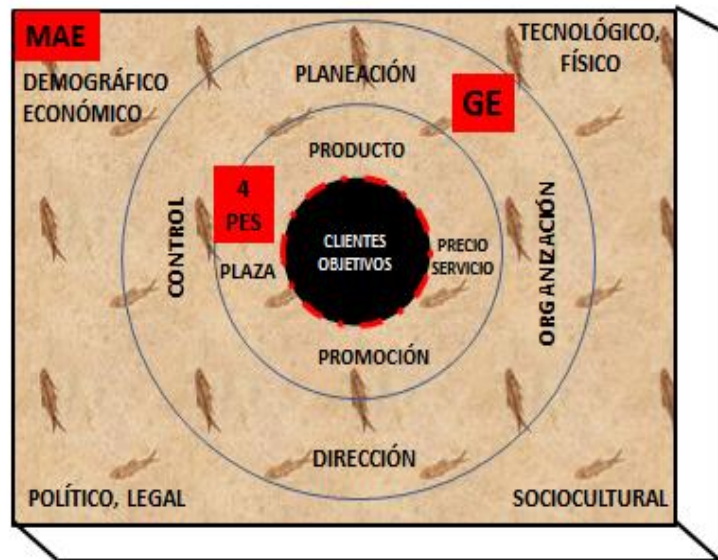 MAE
DEMOGRÁFICO
ECONÓMICO
TECNOLÓGICO,
FÍSICO
PLANEACIÓN
GE
PRODUCTO
4
PES
CONTROL
CLIENTES
OBJETIVOS
PLAZA
PRECIO
SERVICIO
ORGANIZACIÓN
PROMOCIÓN
DIRECCIÓN
POLÍTICO, LEGAL
SOCIOCULTURAL